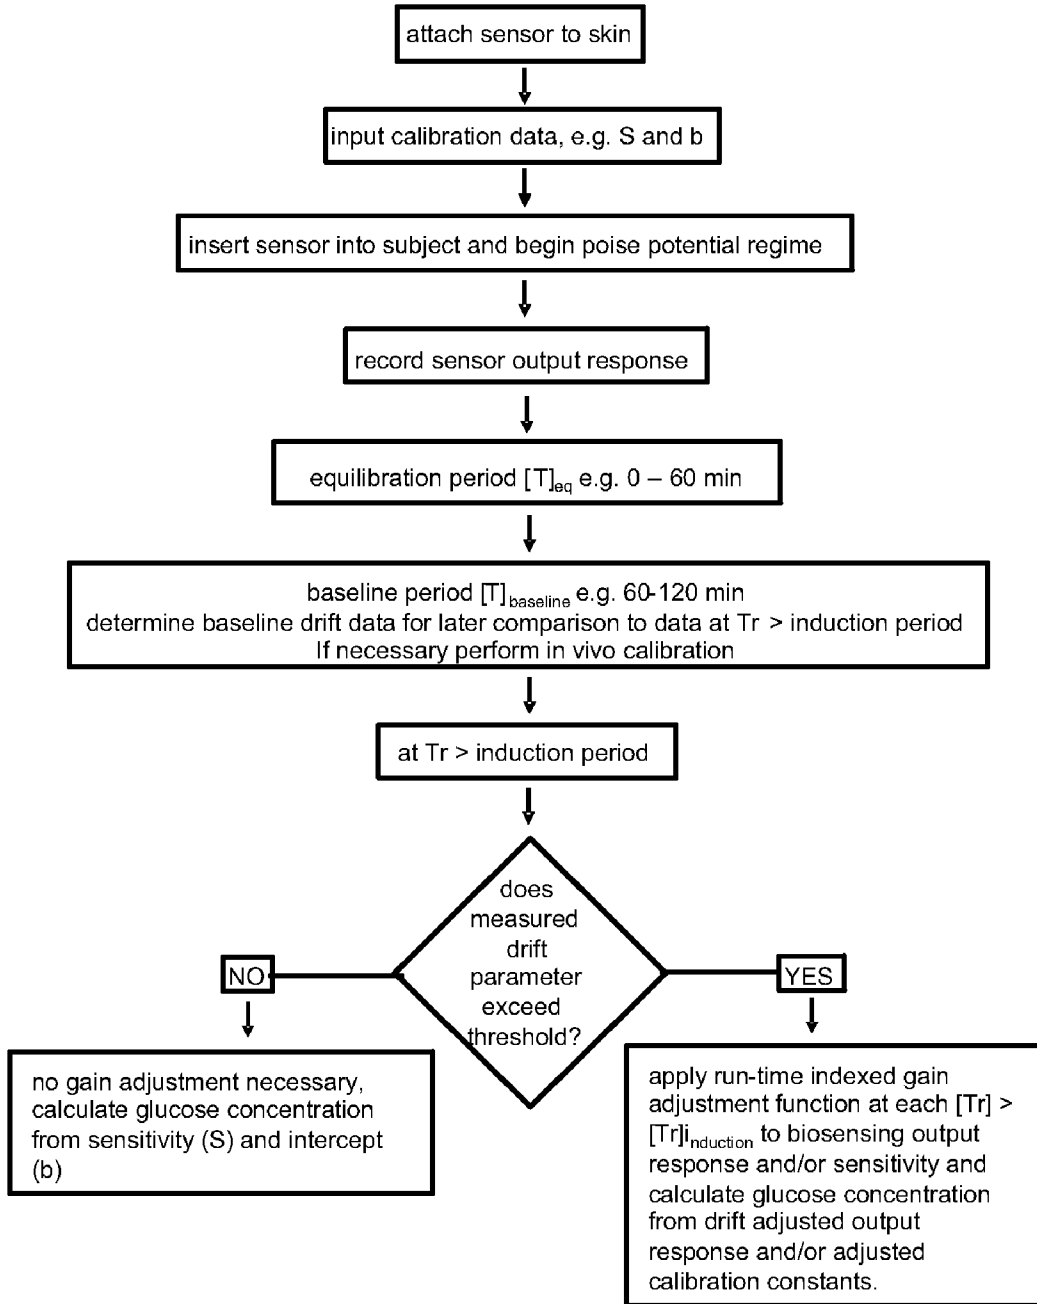 attach sensor to skin
input calibration data, e.g. S and b
insert sensor into subject and begin poise potential regime
record sensor output response
equilibration period [T]eq e.g. 0 – 60 min
baseline period [T]baseline e.g. 60-120 min
determine baseline drift data for later comparison to data at Tr > induction period
If necessary perform in vivo calibration
at Tr > induction period
does
measured
drift
parameter
exceed
threshold?
NO
YES
no gain adjustment necessary,
calculate glucose concentration
from sensitivity (S) and intercept
(b)
apply run-time indexed gain
adjustment function at each [Tr] >
[Tr]induction to biosensing output
response and/or sensitivity and
calculate glucose concentration
from drift adjusted output
response and/or adjusted
calibration constants.